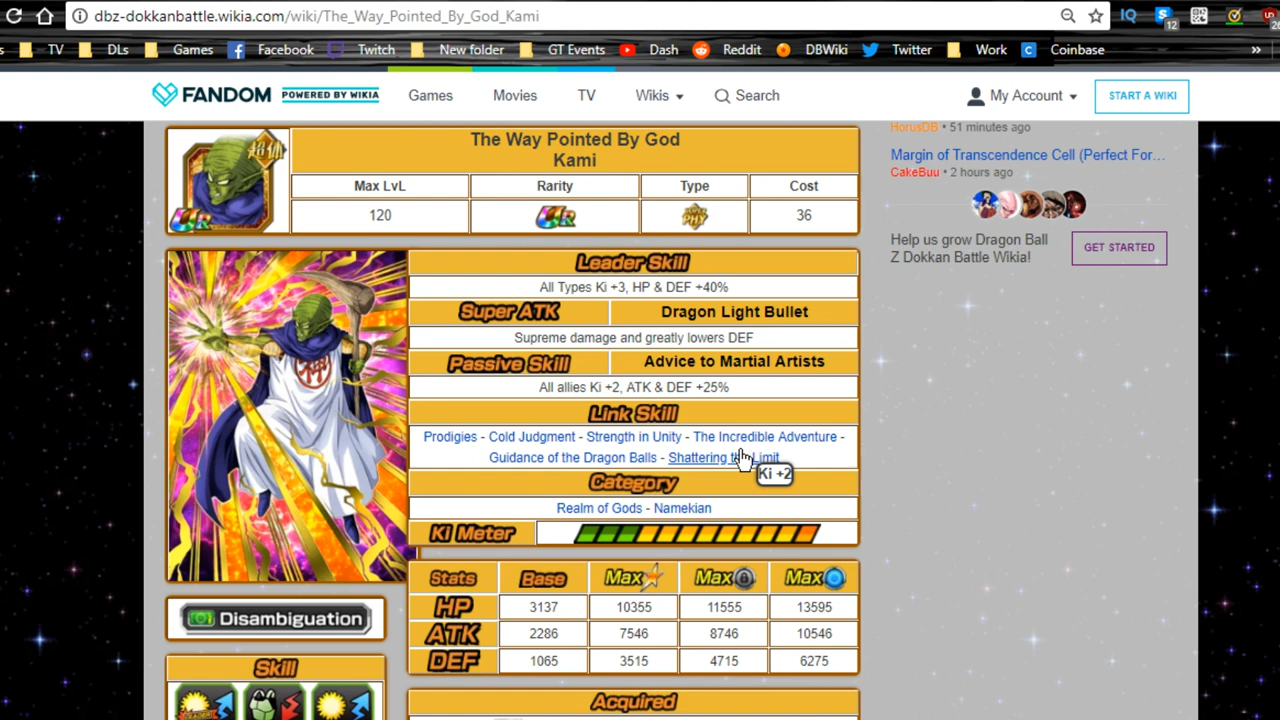 dbz-dokkanbattle.wikia.com/wiki/The_Way_Pointed_By_God_Kami
IQ
12
s TV DLs Games Facebook Twitch New folder GT Events Dash Reddit DBWiki Twitter Work Coinbase »
FANDOM POWERED BY WIKIA Games Movies TV Wikis Search My Account START A WIKI
The Way Pointed By God
Kami
Max LvL Rarity Type Cost
120 UR SUPER PHY 36
HorusDB • 51 minutes ago
Margin of Transcendence Cell (Perfect For…
CakeBuu • 2 hours ago
Help us grow Dragon Ball
Z Dokkan Battle Wikia!
GET STARTED
Leader Skill
All Types Ki +3, HP & DEF +40%
Super ATK Dragon Light Bullet
Supreme damage and greatly lowers DEF
Passive Skill Advice to Martial Artists
All allies Ki +2, ATK & DEF +25%
Link Skill
Prodigies - Cold Judgment - Strength in Unity - The Incredible Adventure -
Guidance of the Dragon Balls - Shattering the Limit
Ki +2
Category
Realm of Gods - Namekian
Ki Meter
Stats Base Max Max Max
HP 3137 10355 11555 13595
ATK 2286 7546 8746 10546
DEF 1065 3515 4715 6275
Disambiguation
Skill
Acquired